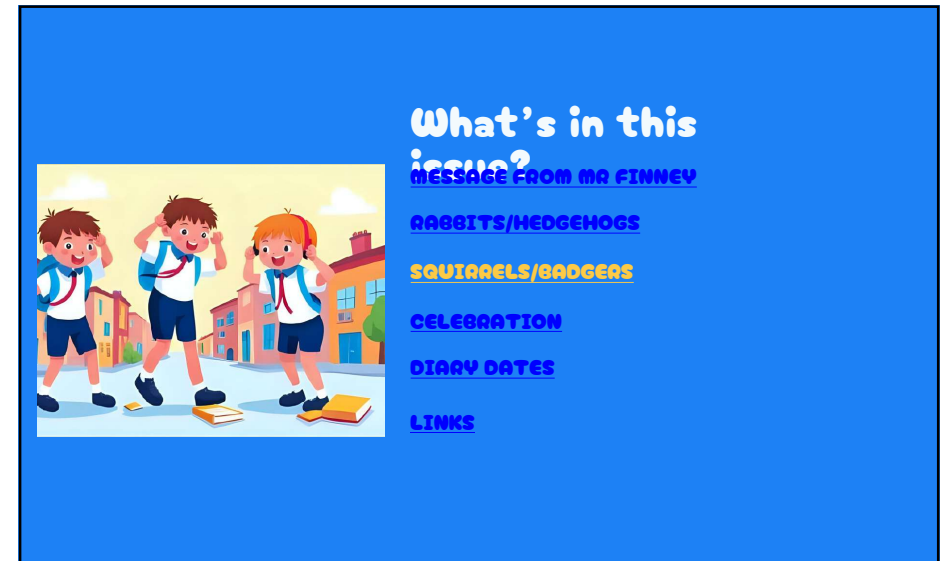 What's in this
issue?
MESSAGE FROM MR FINNEY
RABBITS/HEDGEHOGS
SQUIRRELS/BADGERS
CELEBRATION
DIARY DATES
LINKS